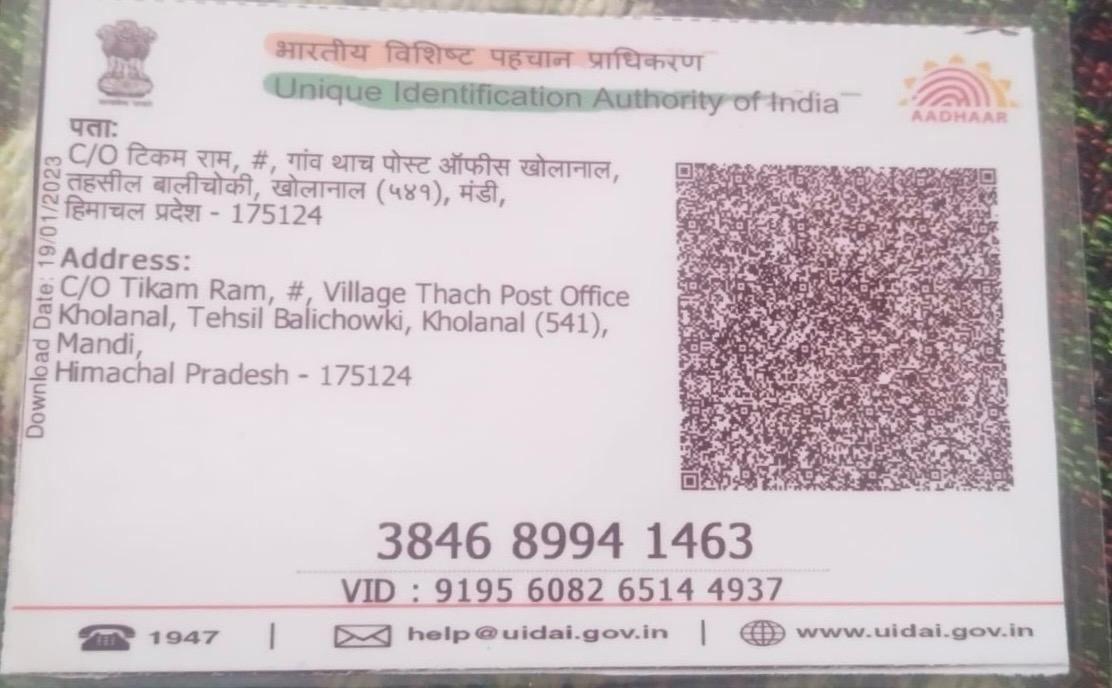 भारतीय विशिष्ट पहचान प्राधिकरण
Unique Identification Authority of India
AADHAAR
पता:
C/O टिकम राम, #, गांव थाच पोस्ट ऑफीस खोलानाल,
तहसील बालीचोकी, खोलानाल (५४१), मंडी,
हिमाचल प्रदेश - 175124
Address:
C/O Tikam Ram, #, Village Thach Post Office
Kholanal, Tehsil Balichowki, Kholanal (541),
Mandi,
Himachal Pradesh - 175124
Download Date: 19/01/2023
3846 8994 1463
VID : 9195 6082 6514 4937
1947 | help@uidai.gov.in | www.uidai.gov.in